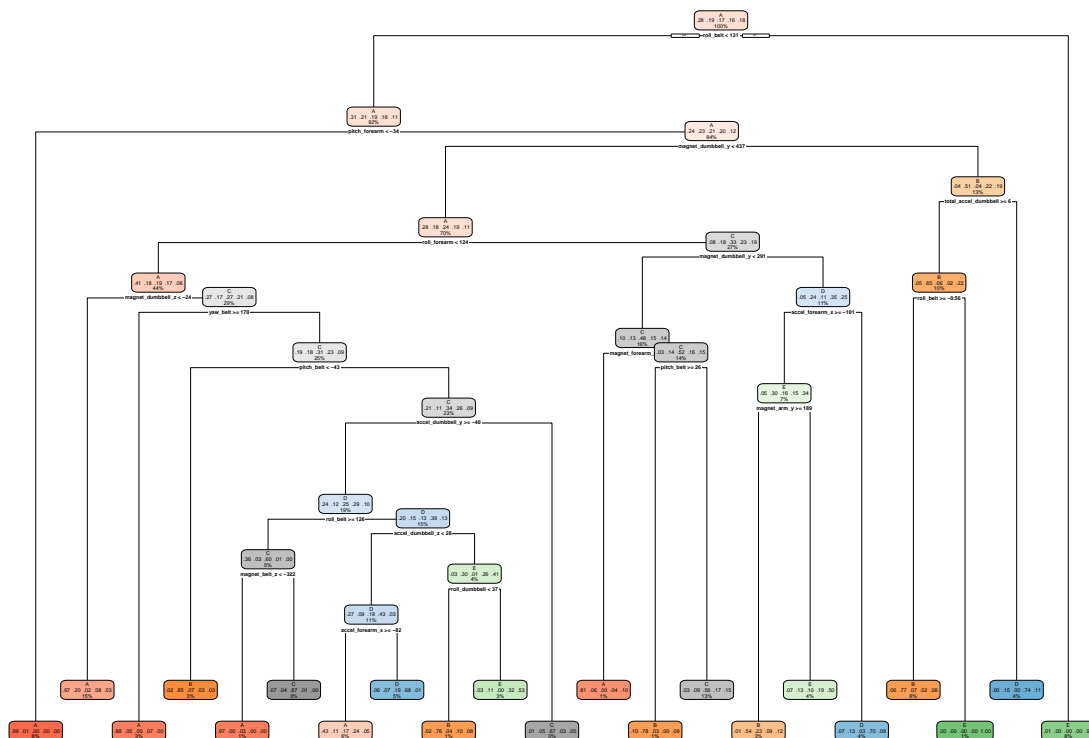 A
.28 .19 .17 .16 .18
100%
roll_belt < 131
A
.31 .21 .19 .18 .11
92%
pitch_forearm < −34
A
.24 .23 .21 .20 .12
84%
magnet_dumbbell_y < 437
B
.04 .51 .04 .22 .19
13%
total_accel_dumbbell >= 6
A
.28 .18 .24 .19 .11
70%
roll_forearm < 124
C
.08 .18 .33 .23 .19
27%
magnet_dumbbell_y < 291
A
.41 .18 .19 .17 .06
44%
magnet_dumbbell_z < −24
C
.27 .17 .27 .21 .08
29%
yaw_belt >= 170
D
.05 .24 .11 .35 .25
11%
accel_forearm_x >= −101
B
.05 .65 .06 .02 .22
10%
roll_belt >= −0.56
C
.19 .18 .31 .23 .09
25%
pitch_belt < −43
C
.10 .13 .48 .15 .14
16%
magnet_forearm_
C
.03 .14 .52 .16 .15
14%
pitch_belt >= 26
E
.05 .30 .16 .15 .34
7%
magnet_arm_y >= 189
C
.21 .11 .34 .26 .09
23%
accel_dumbbell_y >= −40
D
.24 .12 .25 .29 .10
19%
roll_belt >= 126
D
.20 .15 .13 .39 .13
15%
accel_dumbbell_z < 28
C
.36 .03 .60 .01 .00
5%
magnet_belt_z < −322
E
.03 .30 .01 .26 .41
4%
roll_dumbbell < 37
D
.27 .09 .18 .43 .03
11%
accel_forearm_x >= −82
A
.67 .20 .02 .08 .03
15%
B
.02 .85 .07 .03 .03
3%
C
.07 .04 .87 .01 .00
3%
D
.06 .07 .19 .68 .01
5%
E
.03 .11 .00 .32 .53
3%
A
.81 .06 .00 .04 .10
1%
C
.03 .09 .56 .17 .15
13%
E
.07 .13 .10 .19 .50
4%
B
.06 .77 .07 .02 .08
8%
D
.00 .15 .00 .74 .11
4%
A
.99 .01 .00 .00 .00
8%
A
.88 .05 .00 .07 .00
A
.97 .00 .03 .00 .00
1%
A
.43 .11 .17 .24 .05
6%
B
.02 .76 .04 .10 .08
1%
C
.01 .05 .87 .03 .05
B
.10 .78 .03 .00 .09
1%
B
.01 .54 .23 .09 .12
D
.07 .13 .03 .70 .08
4%
E
.00 .00 .00 .00 1.00
1%
E
.01 .00 .00 .0
8%